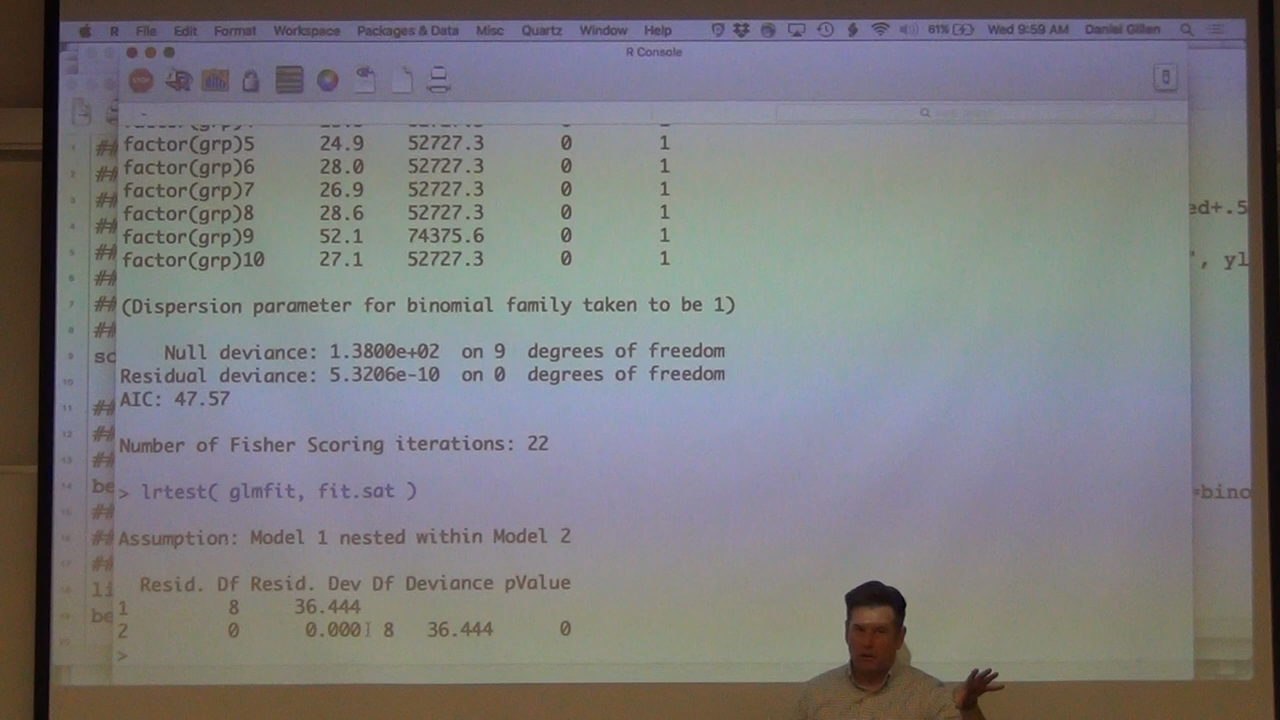 R File Edit Format Workspace Packages & Data Misc Quartz Window Help 61% Wed 9:59 AM Daniel Gillen
R Console
factor(grp)5 24.9 52727.3 0 1
factor(grp)6 28.0 52727.3 0 1
factor(grp)7 26.9 52727.3 0 1
factor(grp)8 28.6 52727.3 0 1
factor(grp)9 52.1 74375.6 0 1
factor(grp)10 27.1 52727.3 0 1
ed+.5
", yl
(Dispersion parameter for binomial family taken to be 1)
Null deviance: 1.3800e+02 on 9 degrees of freedom
Residual deviance: 5.3206e-10 on 0 degrees of freedom
AIC: 47.57
Number of Fisher Scoring iterations: 22
> lrtest( glmfit, fit.sat )
=bino
Assumption: Model 1 nested within Model 2
Resid. Df Resid. Dev Df Deviance pValue
1 8 36.444
2 0 0.000 8 36.444 0
>